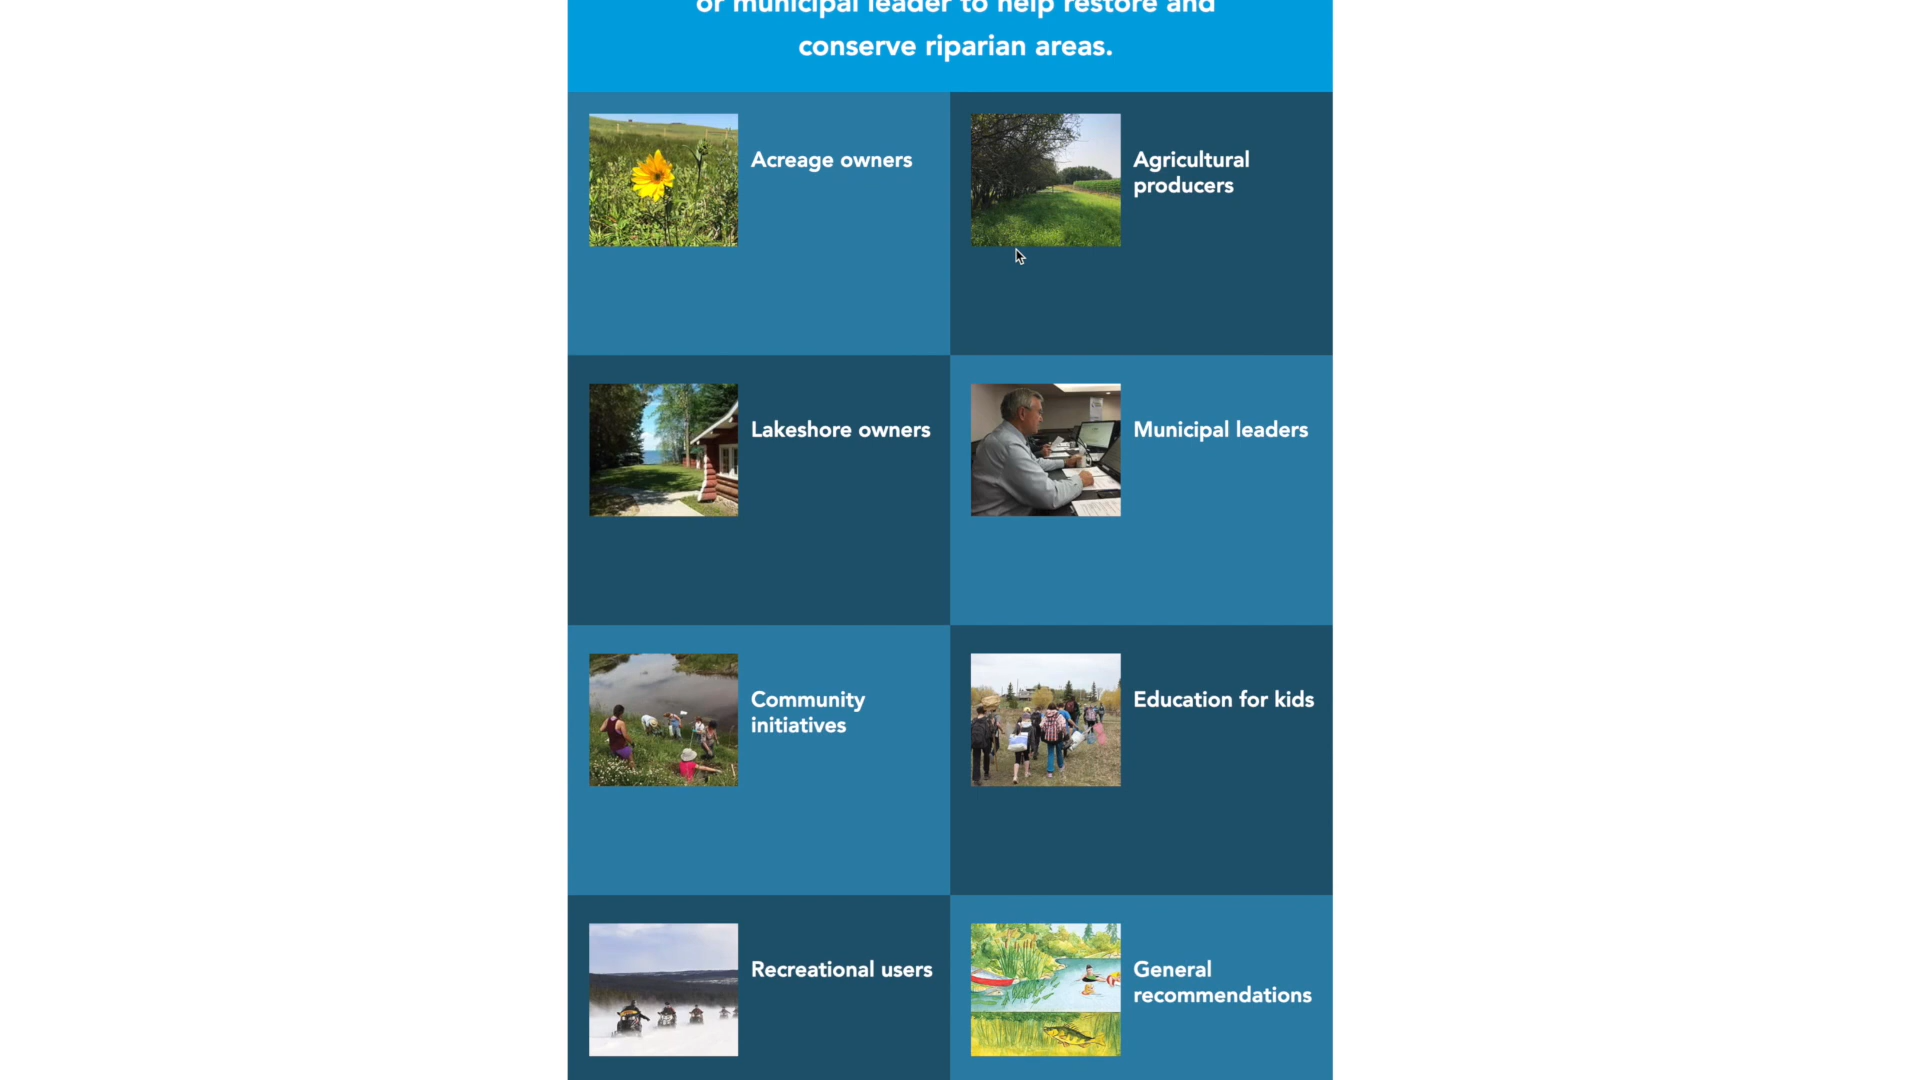 or municipal leader to help restore and
conserve riparian areas.
Acreage owners
Agricultural
producers
Lakeshore owners
Municipal leaders
Community
initiatives
Education for kids
Recreational users
General
recommendations